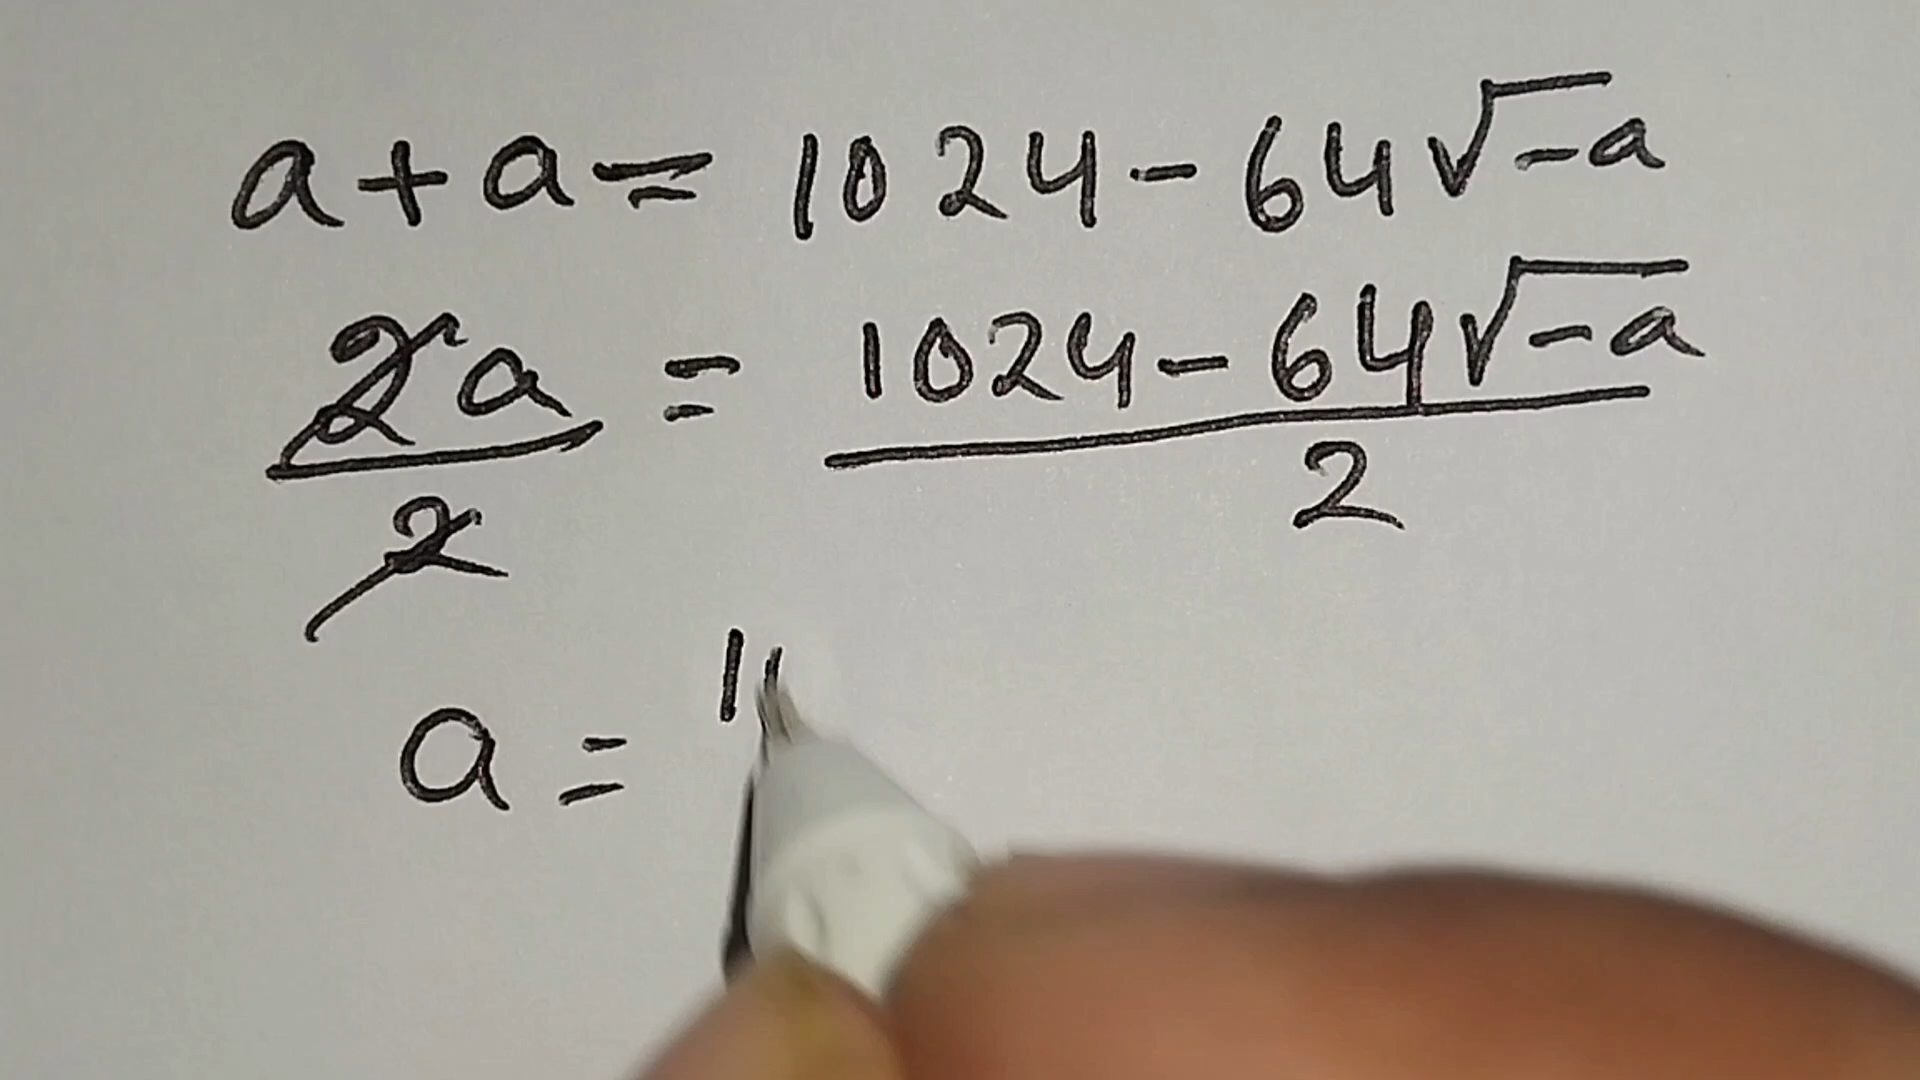 a + a = 1024 - 64√-a
2a/2 = 1024 - 64√-a/2
a = 1